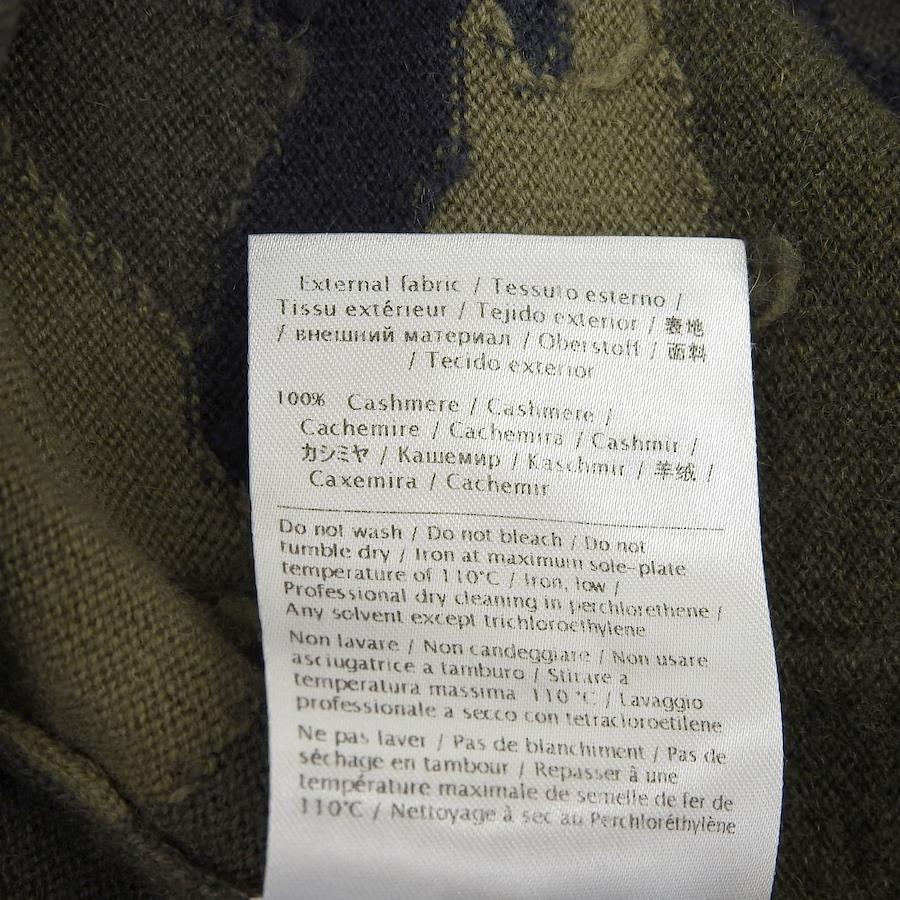 External fabric / Tessuto esterno /
Tissu extérieur / Tejido exterior / 表地
/ внешний материал / Oberstoff / 面料
/ Tecido exterior
100% Cashmere / Cashmere /
Cachemire / Cachemira / Cashmir /
カシミヤ / Кашемир / Kaschmir / 羊绒 /
Caxemira / Cachemir
Do not wash / Do not bleach / Do not
tumble dry / Iron at maximum sole-plate
temperature of 110°C / Iron, low /
Professional dry cleaning in perchlorethene /
Any solvent except trichloroethylene
Non lavare / Non candeggiare / Non usare
asciugatrice a tamburo / Stirare a
temperatura massima 110°C / Lavaggio
professionale a secco con tetracloroetilene
Ne pas laver / Pas de blanchiment / Pas de
séchage en tambour / Repasser à une
température maximale de semelle de fer de
110°C / Nettoyage à sec au Perchloréthylène